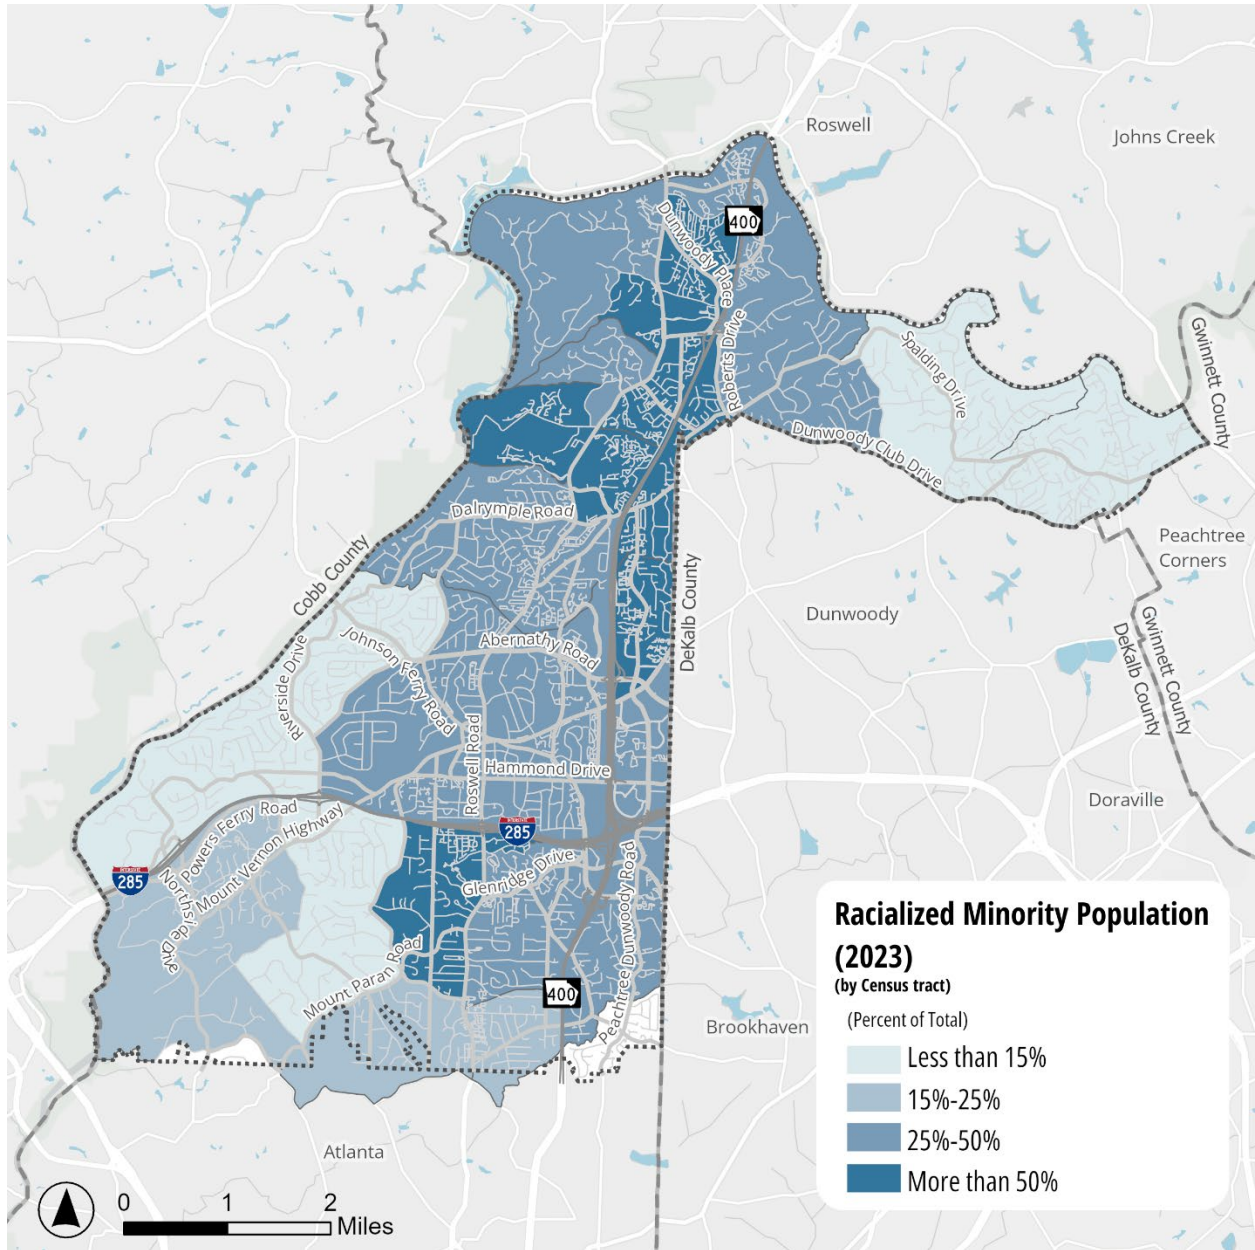 Roswell
Johns Creek
400
Dunwoody Place
Roberts Drive
Spalding Drive
Gwinnett County
Dunwoody Club Drive
Dalrymple Road
Cobb County
Peachtree
Corners
DeKalb County
Dunwoody
Gwinnett County
DeKalb County
Johnson Ferry Road
Abernathy Road
Riverside Drive
Roswell Road
Hammond Drive
Doraville
Powers Ferry Road
Mount Vernon Highway
INTERSTATE
285
INTERSTATE
285
Northside Drive
Glenridge Drive
Peachtree Dunwoody Road
Mount Paran Road
400
Brookhaven
Atlanta
Racialized Minority Population
(2023)
(by Census tract)
(Percent of Total)
Less than 15%
15%-25%
25%-50%
More than 50%
0 1 2
Miles